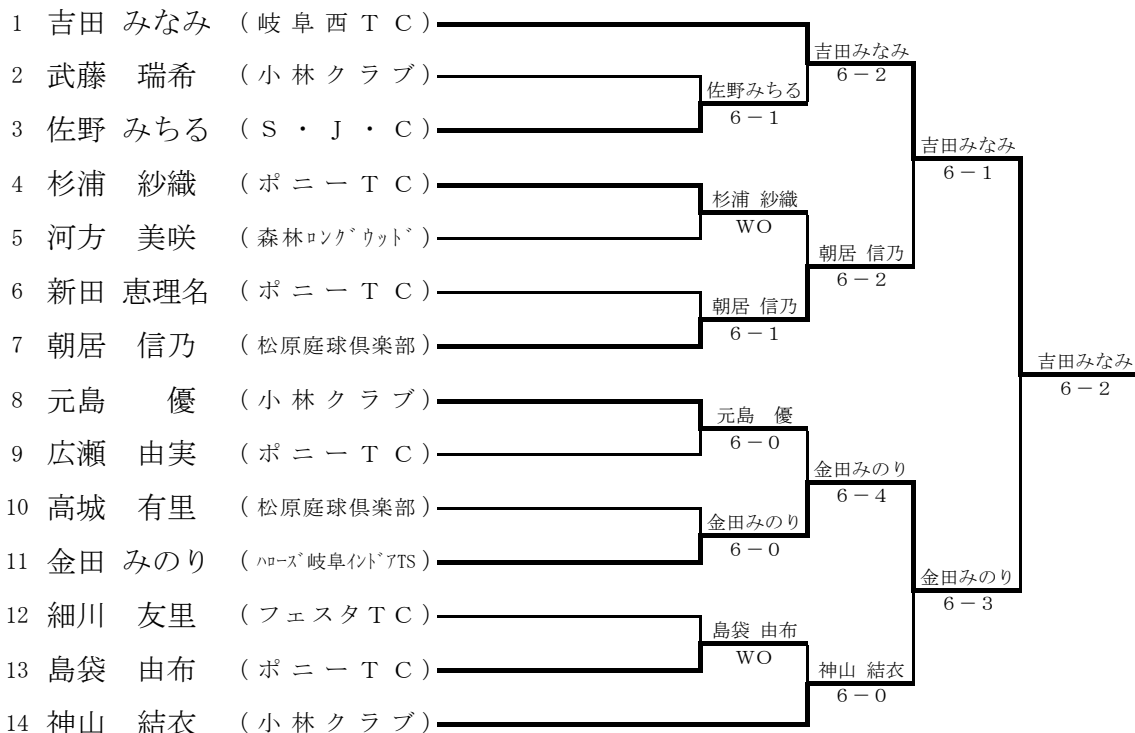 1 吉田 みなみ (岐阜西TC)
2 武藤 瑞希 (小林クラブ)
3 佐野 みちる (S・J・C)
4 杉浦 紗織 (ポニーTC)
5 河方 美咲 (森林ﾛﾝｸﾞｳｯﾄﾞ)
6 新田 恵理名 (ポニーTC)
7 朝居 信乃 (松原庭球倶楽部)
8 元島 優 (小林クラブ)
9 広瀬 由実 (ポニーTC)
10 高城 有里 (松原庭球倶楽部)
11 金田 みのり (ﾊﾛｰｽﾞ岐阜ｲﾝﾄﾞｱTS)
12 細川 友里 (フェスタTC)
13 島袋 由布 (ポニーTC)
14 神山 結衣 (小林クラブ)
佐野みちる
6-1
杉浦 紗織
WO
朝居 信乃
6-1
元島 優
6-0
金田みのり
6-0
島袋 由布
WO
吉田みなみ
6-2
朝居 信乃
6-2
金田みのり
6-4
神山 結衣
6-0
吉田みなみ
6-1
金田みのり
6-3
吉田みなみ
6-2